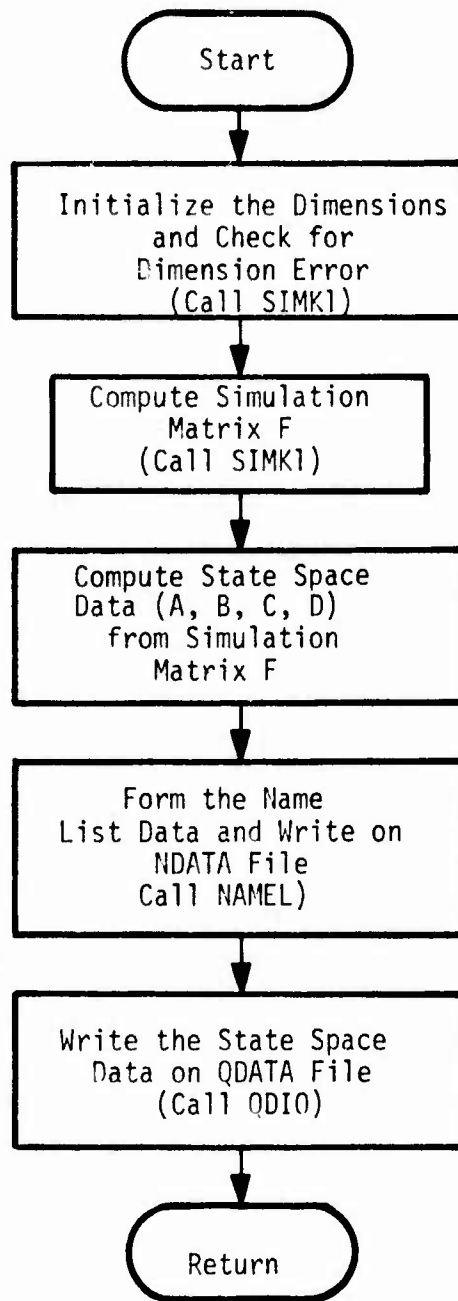 Start
Initialize the Dimensions
and Check for
Dimension Error
(Call SIMK1)
Compute Simulation
Matrix F
(Call SIMK1)
Compute State Space
Data (A, B, C, D)
from Simulation
Matrix F
Form the Name
List Data and Write on
NDATA File
Call NAMEL)
Write the State Space
Data on QDATA File
(Call QDIO)
Return